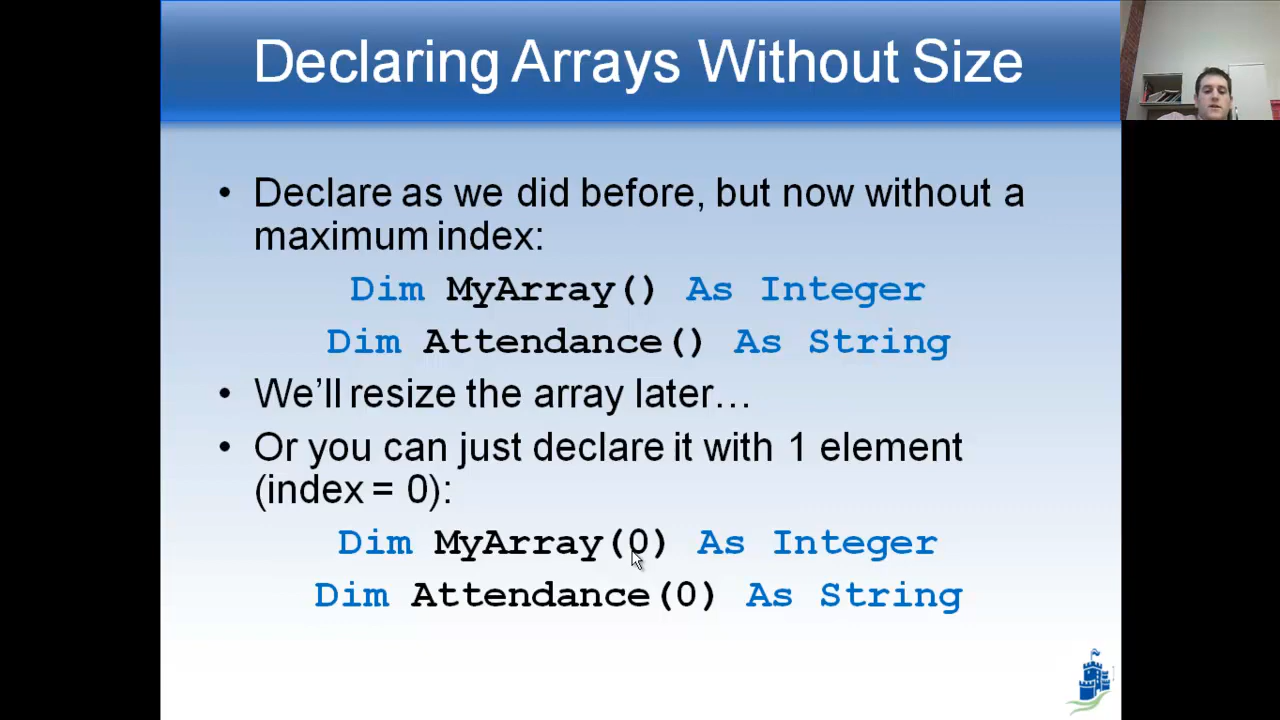 Declaring Arrays Without Size
• Declare as we did before, but now without a
maximum index:
Dim MyArray() As Integer
Dim Attendance() As String
• We’ll resize the array later…
• Or you can just declare it with 1 element
(index = 0):
Dim MyArray(0) As Integer
Dim Attendance(0) As String